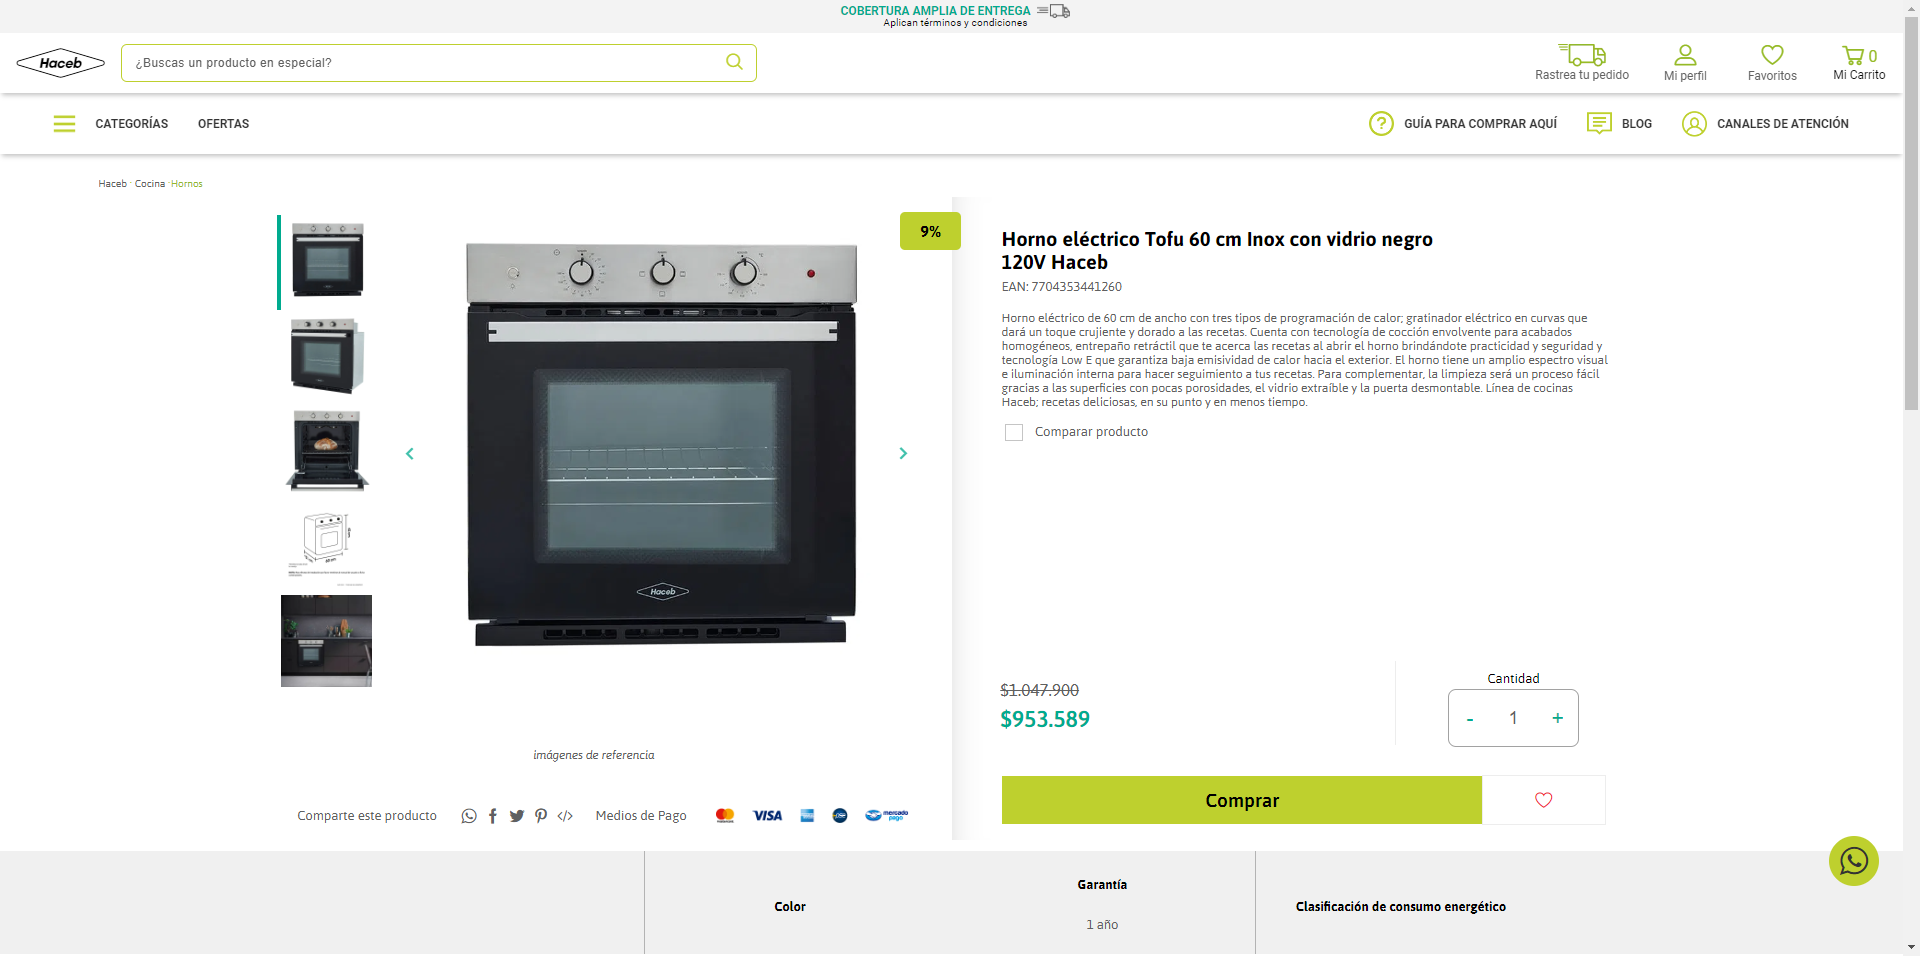 COBERTURA AMPLIA DE ENTREGA
Aplican términos y condiciones
Haceb
¿Buscas un producto en especial?
Rastrea tu pedido
Mi perfil
Favoritos
0
Mi Carrito
CATEGORÍAS
OFERTAS
GUÍA PARA COMPRAR AQUÍ
BLOG
CANALES DE ATENCIÓN
Haceb · Cocina · Hornos
9%
Haceb
imágenes de referencia
Comparte este producto
Medios de Pago
VISA
mercado
pago
Horno eléctrico Tofu 60 cm Inox con vidrio negro
120V Haceb
EAN: 7704353441260
Horno eléctrico de 60 cm de ancho con tres tipos de programación de calor; gratinador eléctrico en curvas que
dará un toque crujiente y dorado a las recetas. Cuenta con tecnología de cocción envolvente para acabados
homogéneos, entrepaño retráctil que te acerca las recetas al abrir el horno brindándote practicidad y seguridad y
tecnología Low E que garantiza baja emisividad de calor hacia el exterior. El horno tiene un amplio espectro visual
e iluminación interna para hacer seguimiento a tus recetas. Para complementar, la limpieza será un proceso fácil
gracias a las superficies con pocas porosidades, el vidrio extraíble y la puerta desmontable. Línea de cocinas
Haceb; recetas deliciosas, en su punto y en menos tiempo.
Comparar producto
$1.047.900
$953.589
Cantidad
- 1 +
Comprar
Color
Garantía
1 año
Clasificación de consumo energético